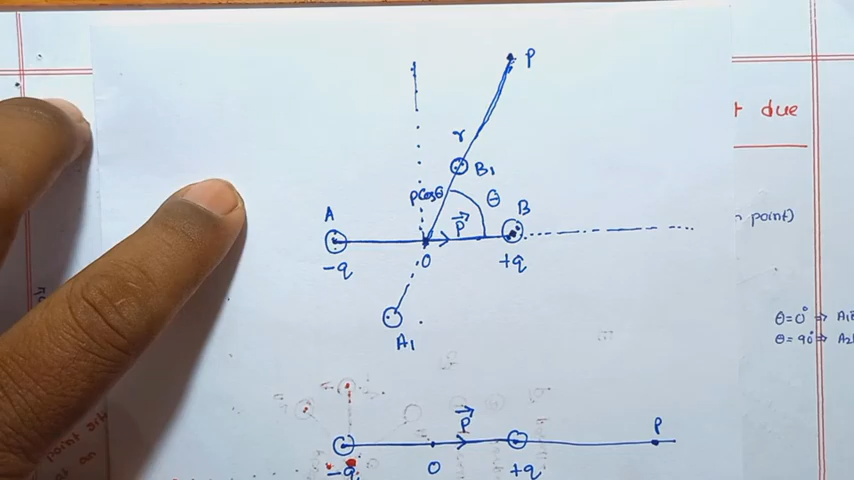 P
r
B₁
pcosθ
θ
A
B
P⃗
-q
O
+q
A₁
P⃗
P
-q
O
+q
due
point)
θ=0° ⇒
θ=90° ⇒